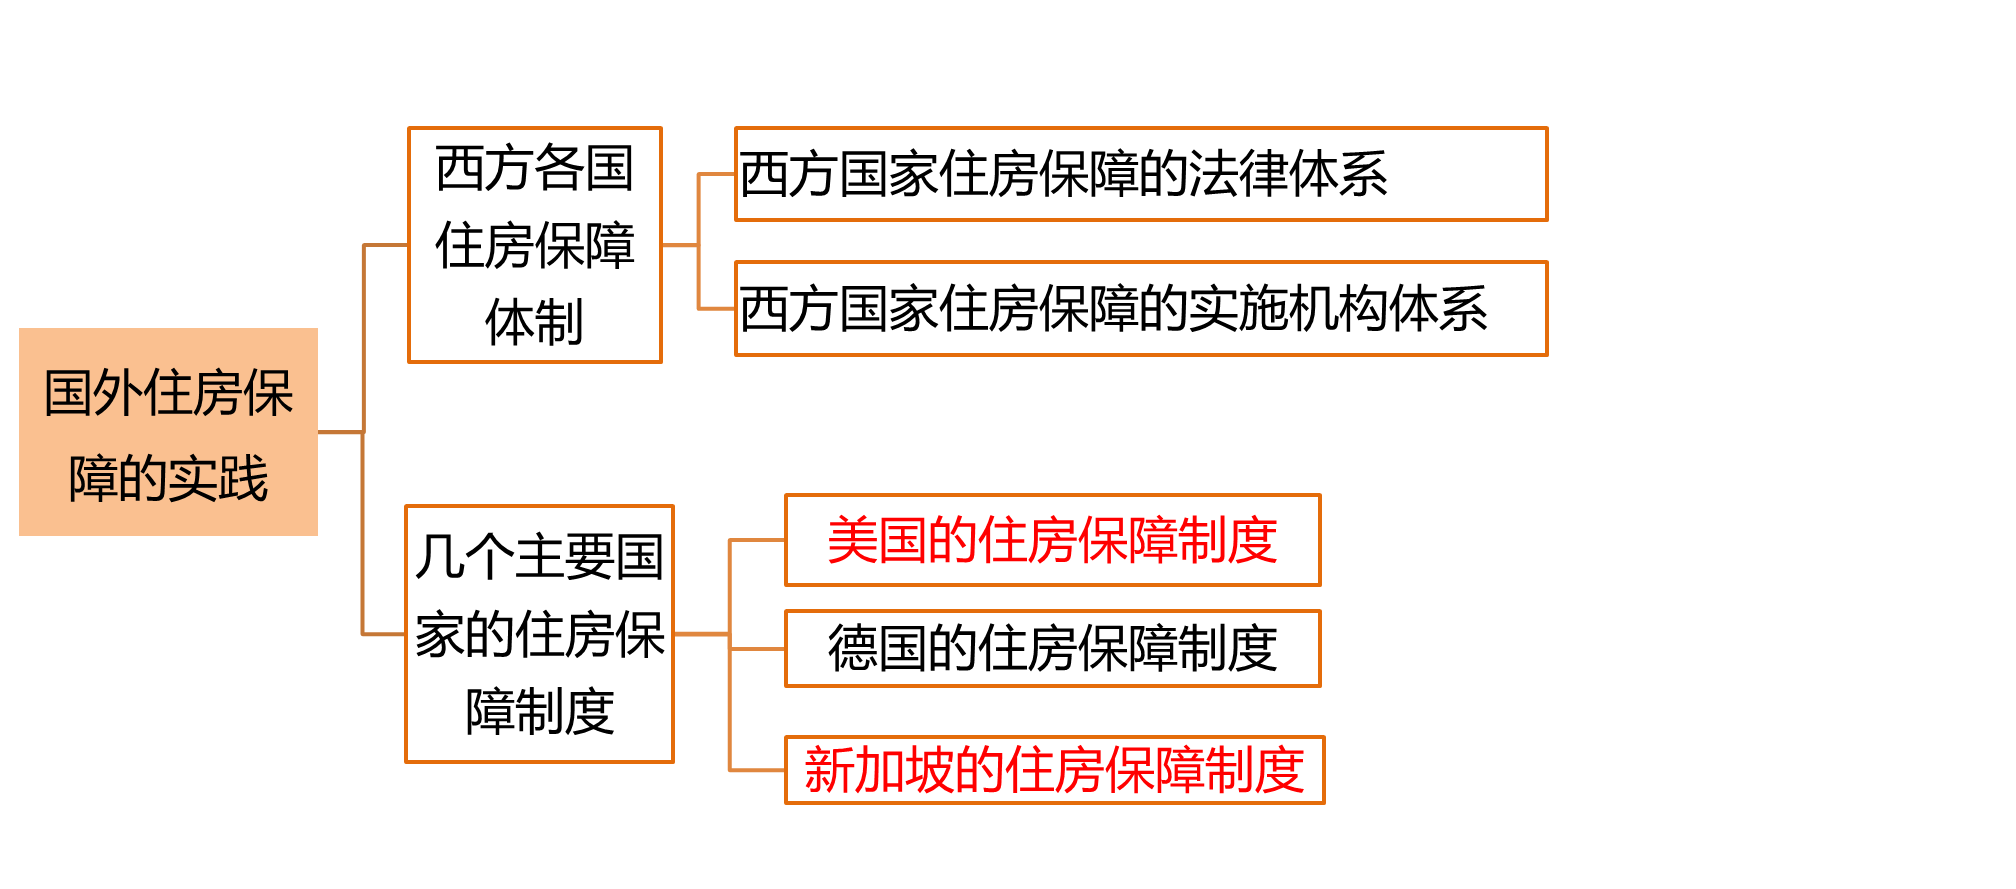 国外住房保
障的实践
西方各国
住房保障
体制
西方国家住房保障的法律体系
西方国家住房保障的实施机构体系
几个主要国
家的住房保
障制度
美国的住房保障制度
德国的住房保障制度
新加坡的住房保障制度